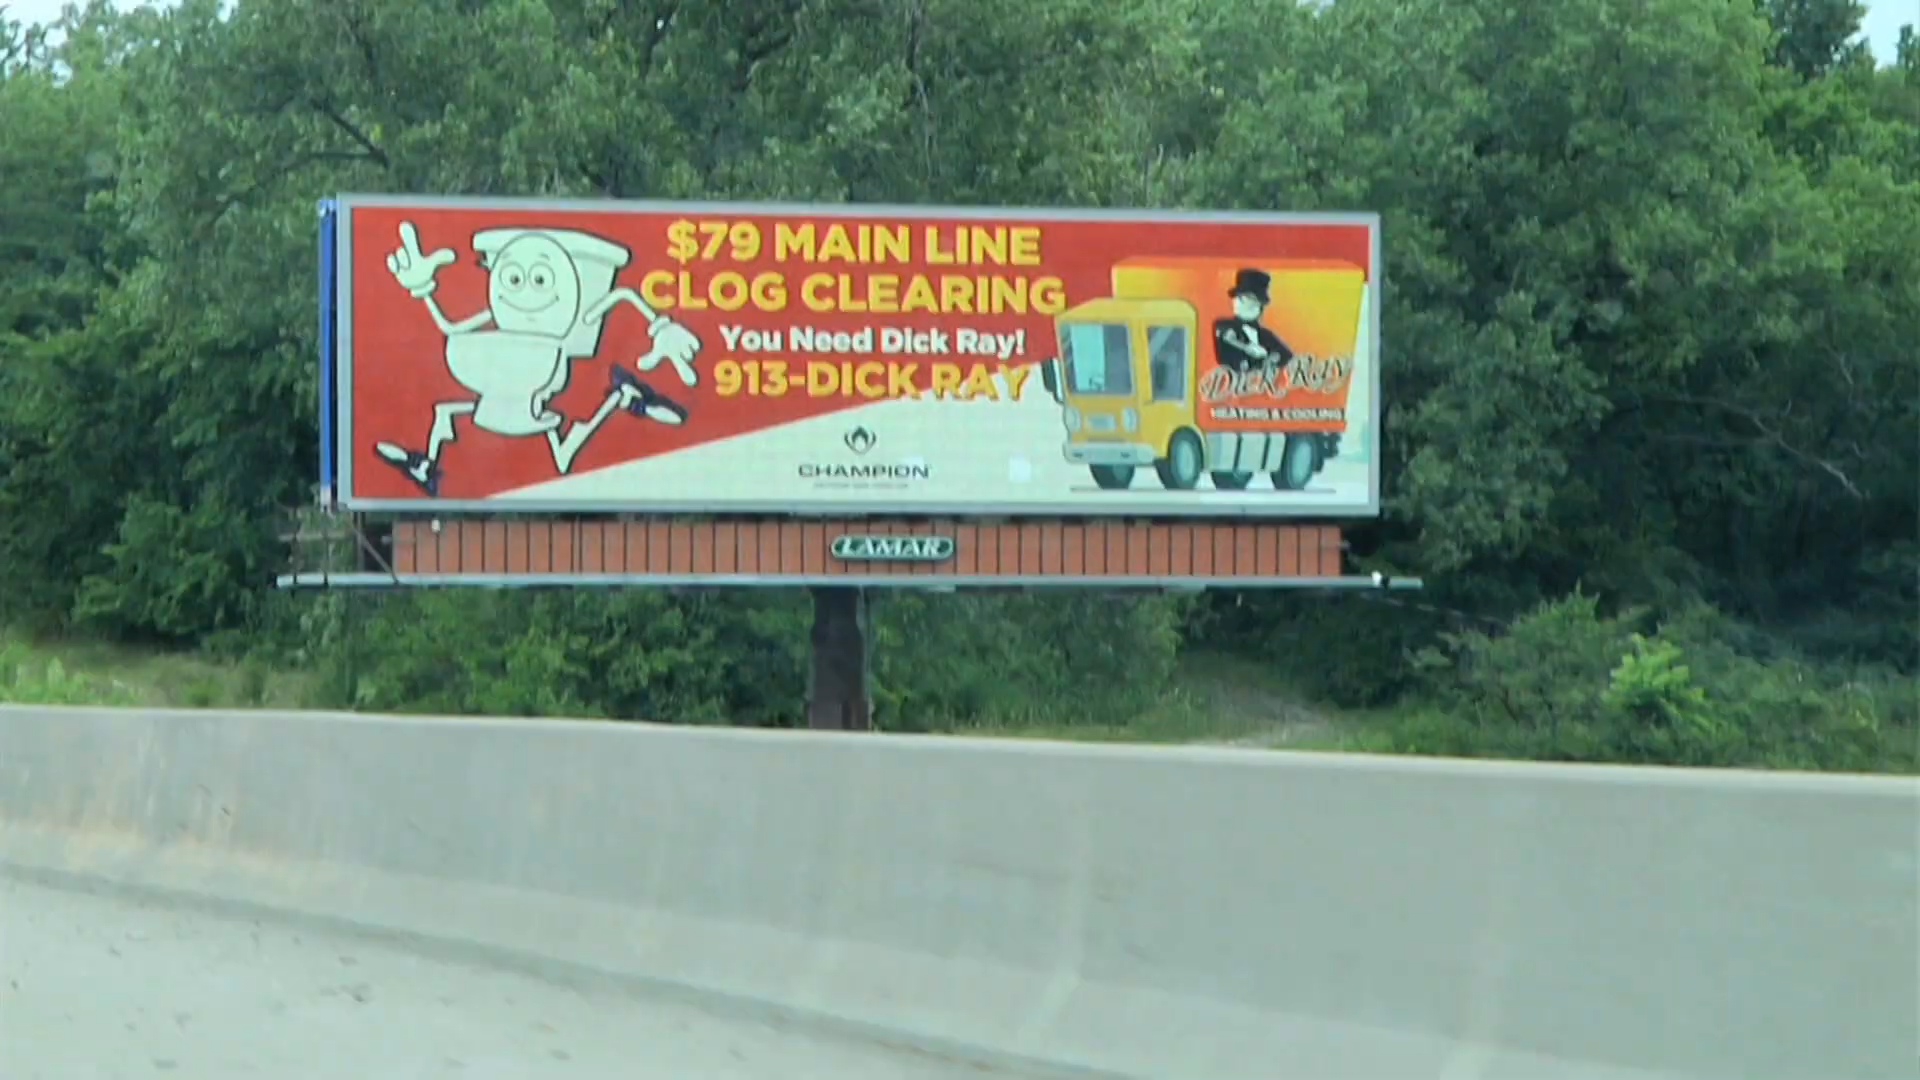 $79 MAIN LINE
CLOG CLEARING
You Need Dick Ray!
913-DICK RAY
CHAMPION
Dick Ray
HEATING & COOLING
LAMAR